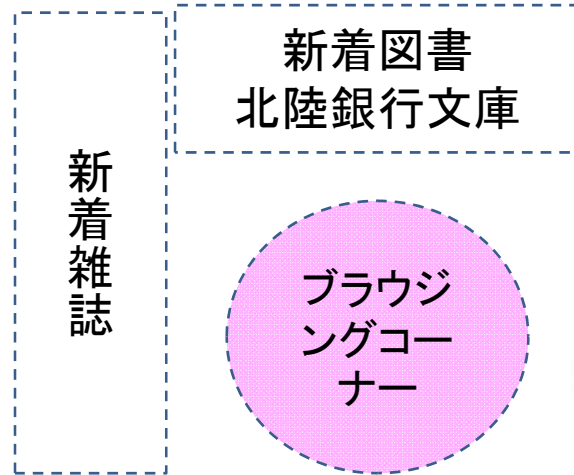 新着図書
北陸銀行文庫
新着雑誌
ブラウジ
ングコー
ナー